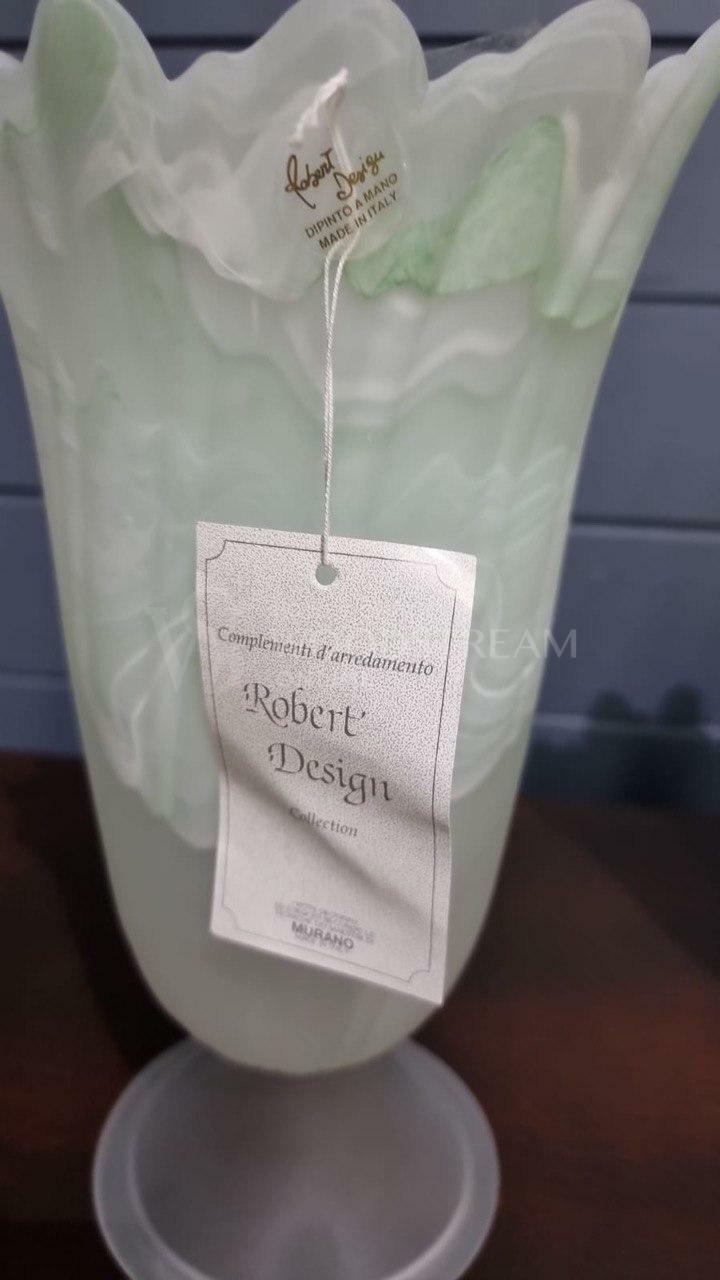 Robert
Design
DIPINTO A MANO
MADE IN ITALY
Complementi d'arredamento
Robert
Design
Collection
MURANO